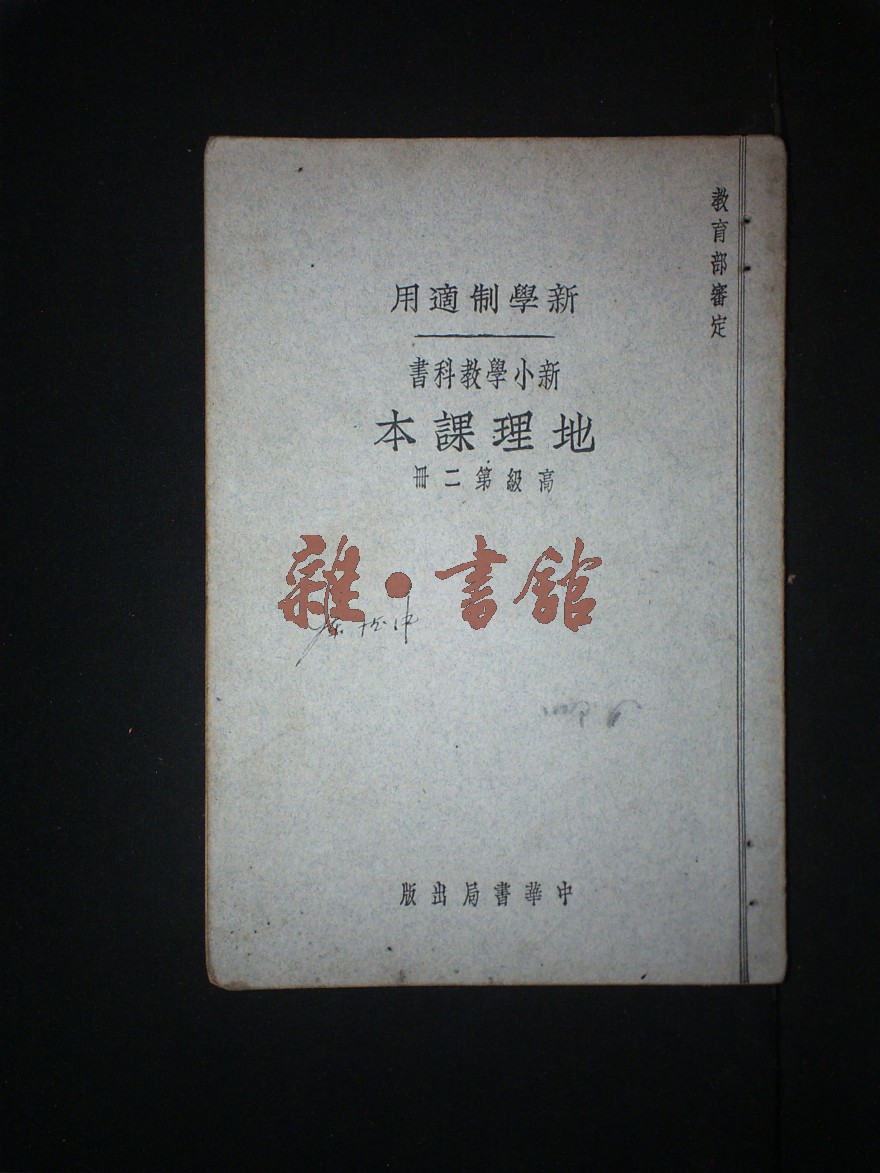 教育部審定
新學制適用
新小學教科書
地理課本
高級第二冊
雜·書館
中華書局出版